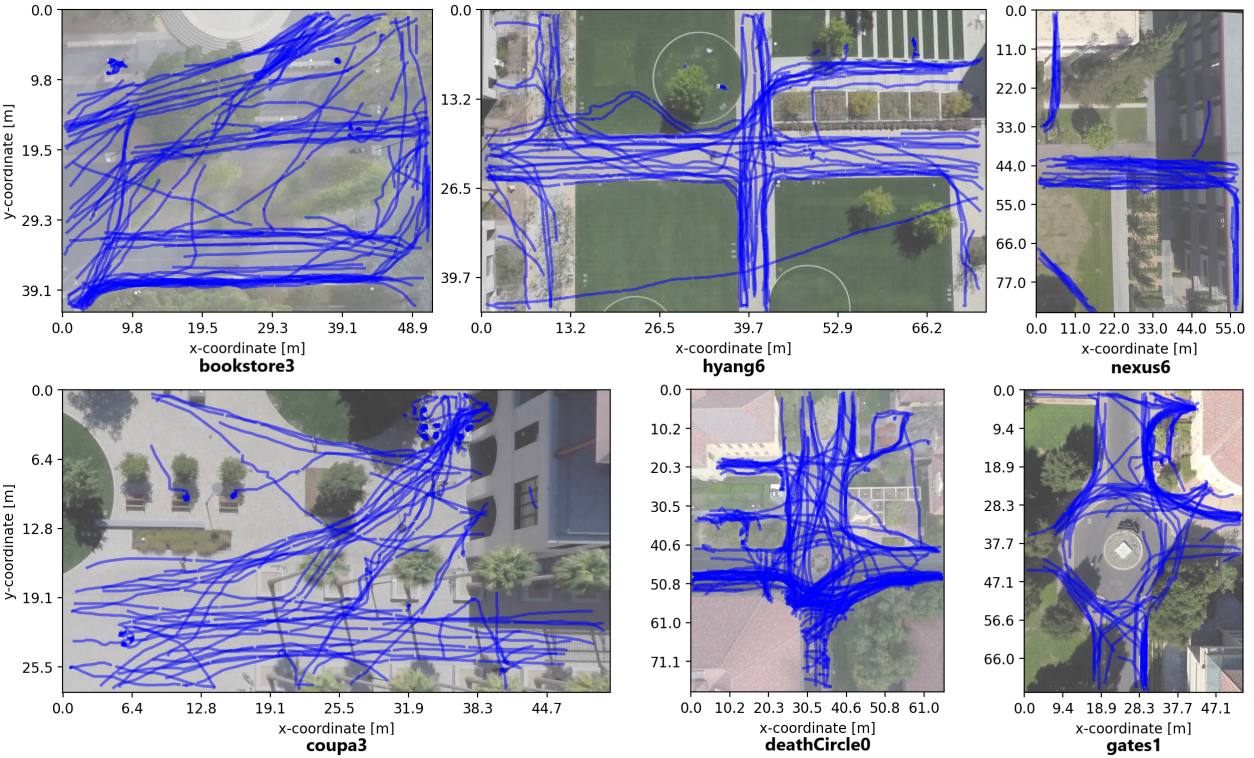 0.0
9.8
19.5
29.3
39.1
y-coordinate [m]
0.0 9.8 19.5 29.3 39.1 48.9
x-coordinate [m]
bookstore3
0.0
13.2
26.5
39.7
0.0 13.2 26.5 39.7 52.9 66.2
x-coordinate [m]
hyang6
0.0
11.0
22.0
33.0
44.0
55.0
66.0
77.0
0.0 11.0 22.0 33.0 44.0 55.0
x-coordinate [m]
nexus6
0.0
6.4
12.8
19.1
25.5
y-coordinate [m]
0.0 6.4 12.8 19.1 25.5 31.9 38.3 44.7
x-coordinate [m]
coupa3
0.0
10.2
20.3
30.5
40.6
50.8
61.0
71.1
0.0 10.2 20.3 30.5 40.6 50.8 61.0
x-coordinate [m]
deathCircle0
0.0
9.4
18.9
28.3
37.7
47.1
56.6
66.0
0.0 9.4 18.9 28.3 37.7 47.1
x-coordinate [m]
gates1